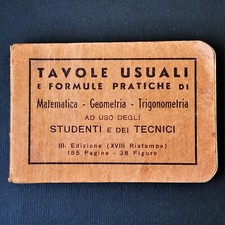 TAVOLE USUALI
E FORMULE PRATICHE DI
Matematica - Geometria - Trigonometria
AD USO DEGLI
STUDENTI E DEI TECNICI
III. Edizione (XVIII Ristampa)
185 Pagine - 38 Figure